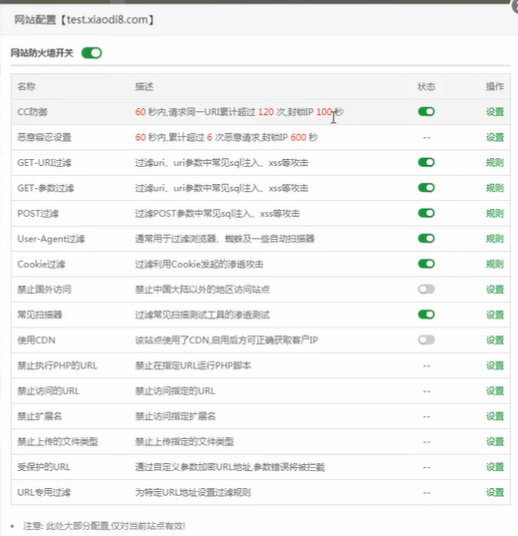 网站配置【test.xiaodi8.com】
网站防火墙开关
名称 描述 状态 操作
CC防御 60 秒内,请求同一URI累计超过 120 次,封锁IP 100 秒 设置
恶意容忍设置 60 秒内,累计超过 6 次恶意请求,封锁IP 600 秒 -- 设置
GET-URI过滤 过滤uri、uri参数中常见sql注入、xss等攻击 规则
GET-参数过滤 过滤uri、uri参数中常见sql注入、xss等攻击 规则
POST过滤 过滤POST参数中常见sql注入、xss等攻击 规则
User-Agent过滤 通常用于过滤浏览器、蜘蛛及一些自动扫描器 规则
Cookie过滤 过滤利用Cookie发起的渗透攻击 规则
禁止国外访问 禁止中国大陆以外的地区访问站点 设置
常见扫描器 过滤常见扫描测试工具的渗透测试 设置
使用CDN 该站点使用了CDN,启用后方可正确获取客户IP 设置
禁止执行PHP的URL 禁止在指定URL运行PHP脚本 -- 设置
禁止访问的URL 禁止访问指定的URL -- 设置
禁止扩展名 禁止访问指定扩展名 -- 设置
禁止上传的文件类型 禁止上传指定的文件类型 -- 设置
受保护的URL 通过自定义参数加密URL地址,参数错误将被拦截 -- 设置
URL专用过滤 为特定URL地址设置过滤规则 -- 设置
• 注意: 此处大部分配置,仅对当前站点有效!